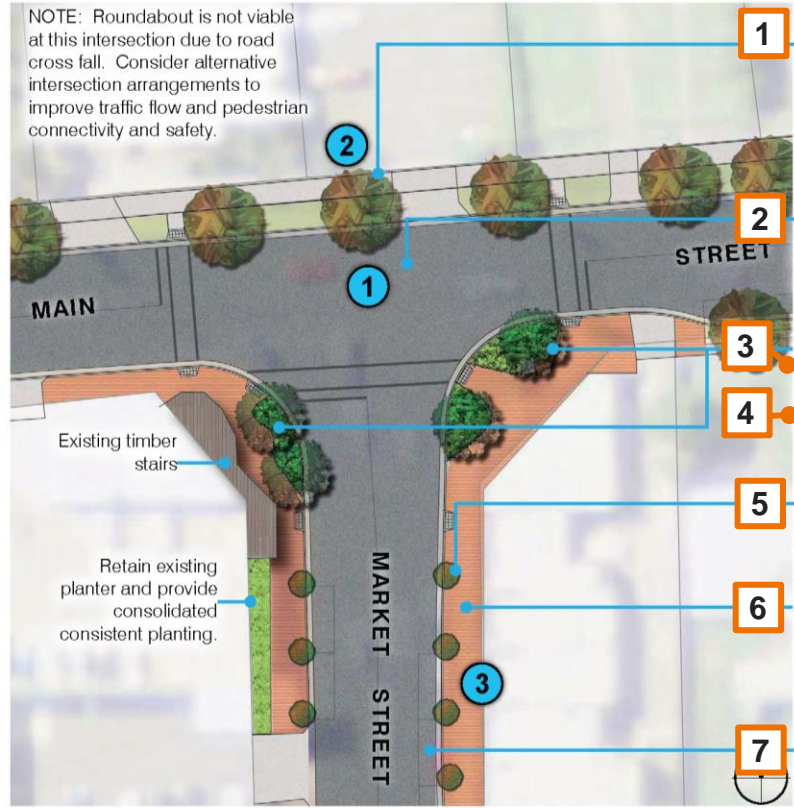 NOTE: Roundabout is not viable
at this intersection due to road
cross fall. Consider alternative
intersection arrangements to
improve traffic flow and pedestrian
connectivity and safety.
1
2
2
STREET
1
MAIN
3
4
Existing timber
stairs
5
Retain existing
planter and provide
consolidated
consistent planting.
MARKET STREET
6
3
7